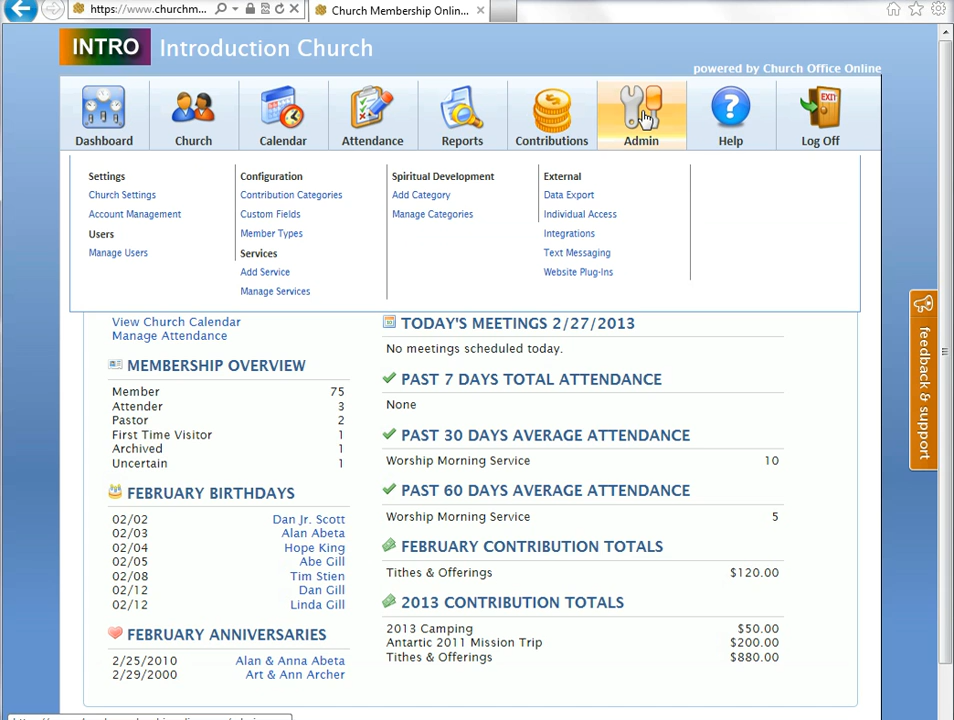 https://www.churchm...
Church Membership Onlin...
INTRO
Introduction Church
powered by Church Office Online
Dashboard
Church
Calendar
Attendance
Reports
Contributions
Admin
Help
EXIT
Log Off
Settings
Church Settings
Account Management
Users
Manage Users
Configuration
Contribution Categories
Custom Fields
Member Types
Services
Add Service
Manage Services
Spiritual Development
Add Category
Manage Categories
External
Data Export
Individual Access
Integrations
Text Messaging
Website Plug-Ins
View Church Calendar
Manage Attendance
MEMBERSHIP OVERVIEW
Member 75
Attender 3
Pastor 2
First Time Visitor 1
Archived 1
Uncertain 1
FEBRUARY BIRTHDAYS
02/02 Dan Jr. Scott
02/03 Alan Abeta
02/04 Hope King
02/05 Abe Gill
02/08 Tim Stien
02/12 Dan Gill
02/12 Linda Gill
FEBRUARY ANNIVERSARIES
2/25/2010 Alan & Anna Abeta
2/29/2000 Art & Ann Archer
TODAY'S MEETINGS 2/27/2013
No meetings scheduled today.
PAST 7 DAYS TOTAL ATTENDANCE
None
PAST 30 DAYS AVERAGE ATTENDANCE
Worship Morning Service 10
PAST 60 DAYS AVERAGE ATTENDANCE
Worship Morning Service 5
FEBRUARY CONTRIBUTION TOTALS
Tithes & Offerings $120.00
2013 CONTRIBUTION TOTALS
2013 Camping $50.00
Antartic 2011 Mission Trip $200.00
Tithes & Offerings $880.00
feedback & support